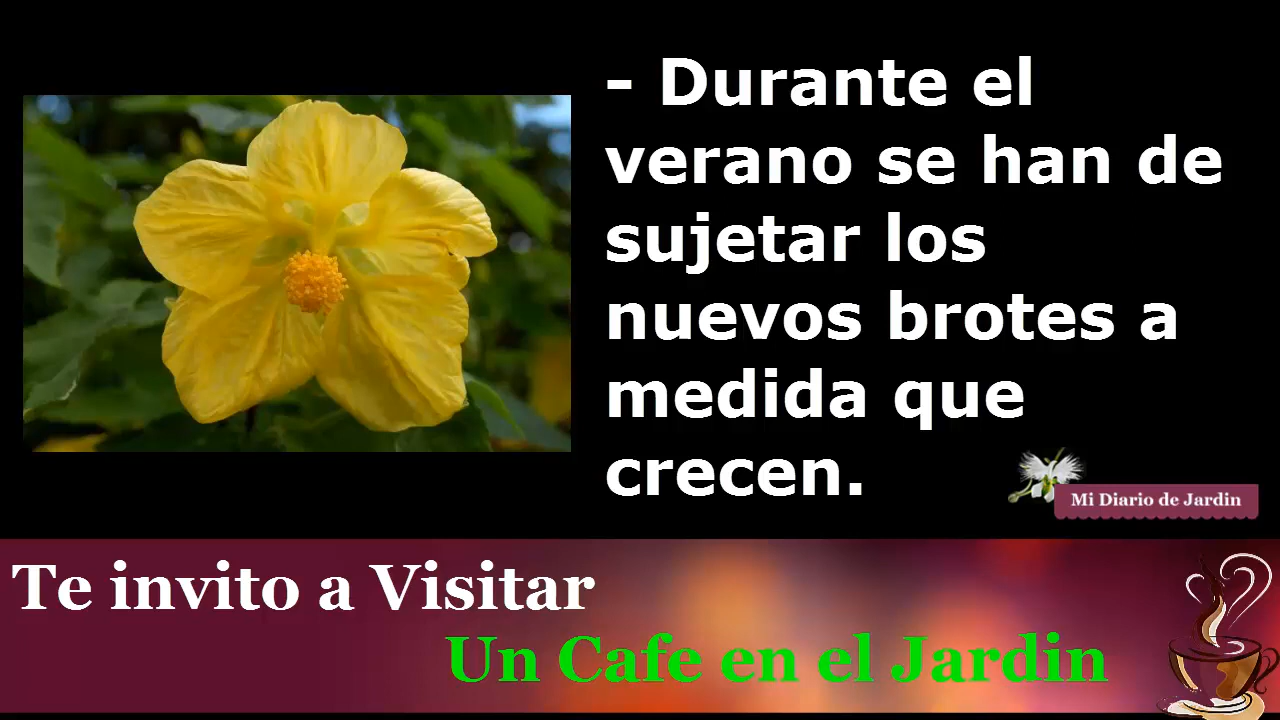 - Durante el
verano se han de
sujetar los
nuevos brotes a
medida que
crecen.
Mi Diario de Jardin
Te invito a Visitar
Un Cafe en el Jardin